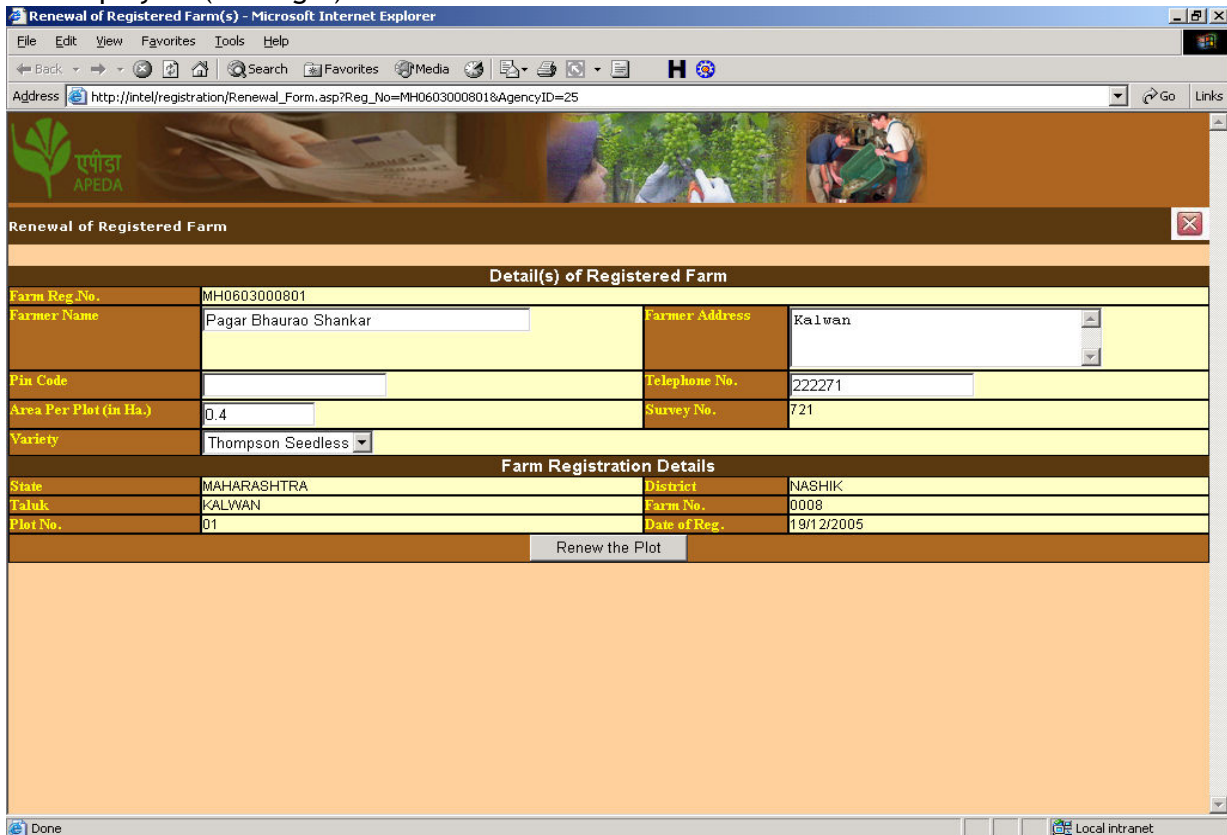 Renewal of Registered Farm(s) - Microsoft Internet Explorer
File Edit View Favorites Tools Help
Back Search Favorites Media H
Address http://intel/registration/Renewal_Form.asp?Reg_No=MH0603000801&AgencyID=25 Go Links
एपीडा
APEDA
Renewal of Registered Farm
Detail(s) of Registered Farm
Farm Reg.No. MH0603000801
Farmer Name Pagar Bhaurao Shankar Farmer Address Kalwan
Pin Code Telephone No. 222271
Area Per Plot (in Ha.) 0.4 Survey No. 721
Variety Thompson Seedless
Farm Registration Details
State MAHARASHTRA District NASHIK
Taluk KALWAN Farm No. 0008
Plot No. 01 Date of Reg. 19/12/2005
Renew the Plot
Done Local intranet